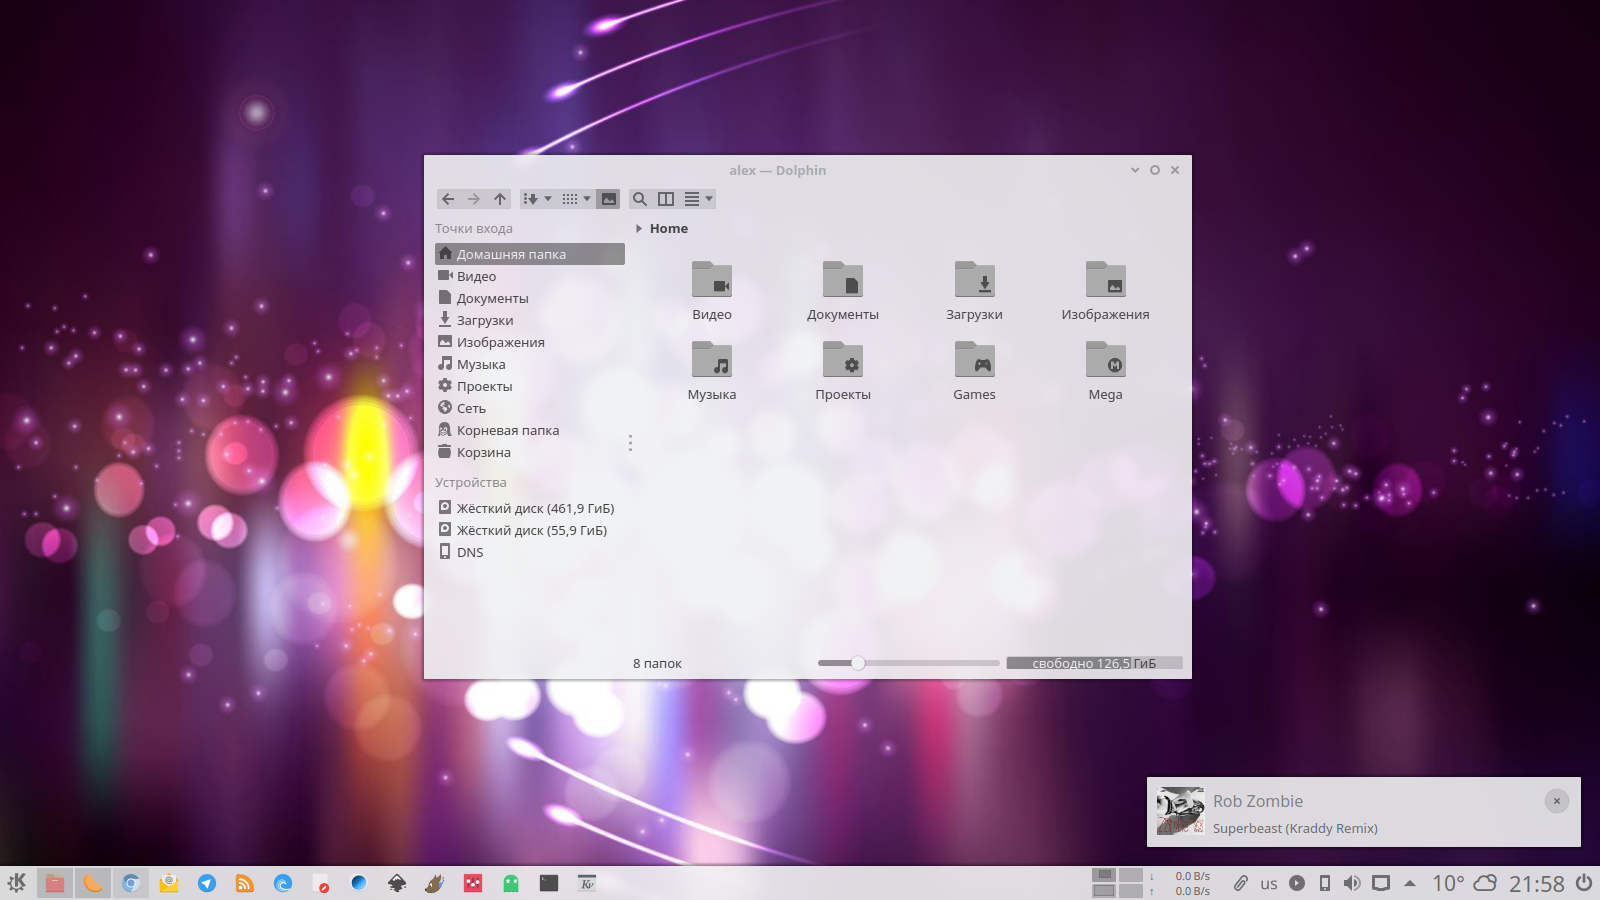 alex — Dolphin
Точки входа
Домашняя папка
Видео
Документы
Загрузки
Изображения
Музыка
Проекты
Сеть
Корневая папка
Корзина
Устройства
Жёсткий диск (461,9 ГиБ)
Жёсткий диск (55,9 ГиБ)
DNS
Home
Видео
Документы
Загрузки
Изображения
Музыка
Проекты
Games
Mega
8 папок
свободно 126,5 ГиБ
Rob Zombie
Superbeast (Kraddy Remix)
0.0 B/s
0.0 B/s
us
10°
21:58